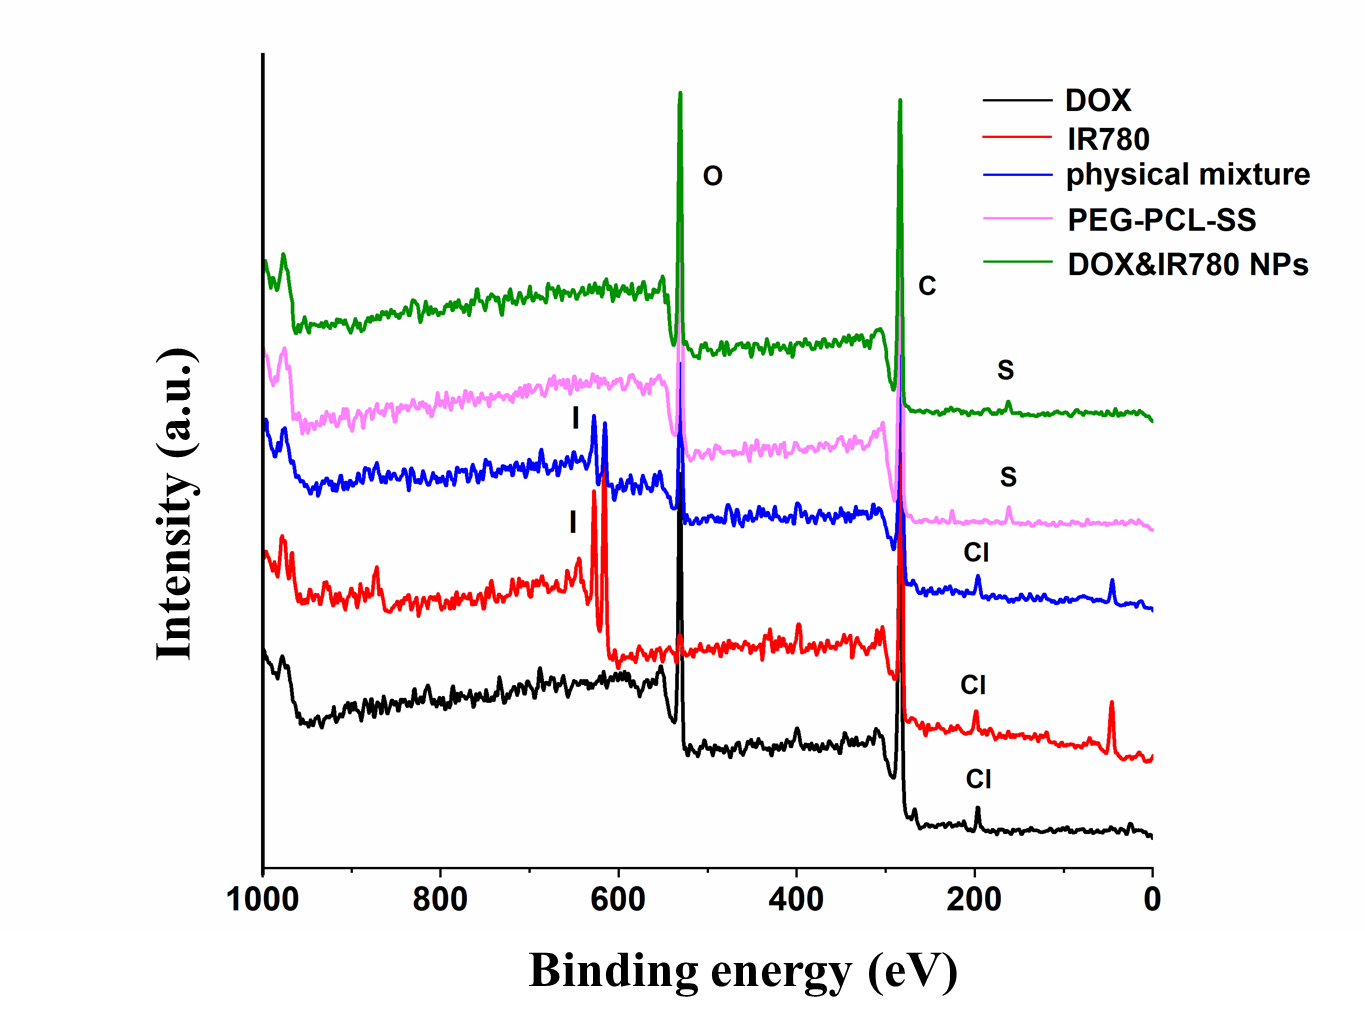 DOX
IR780
physical mixture
PEG-PCL-SS
DOX&IR780 NPs
O
C
S
I
S
I
Cl
Cl
Cl
Intensity (a.u.)
1000 800 600 400 200 0
Binding energy (eV)